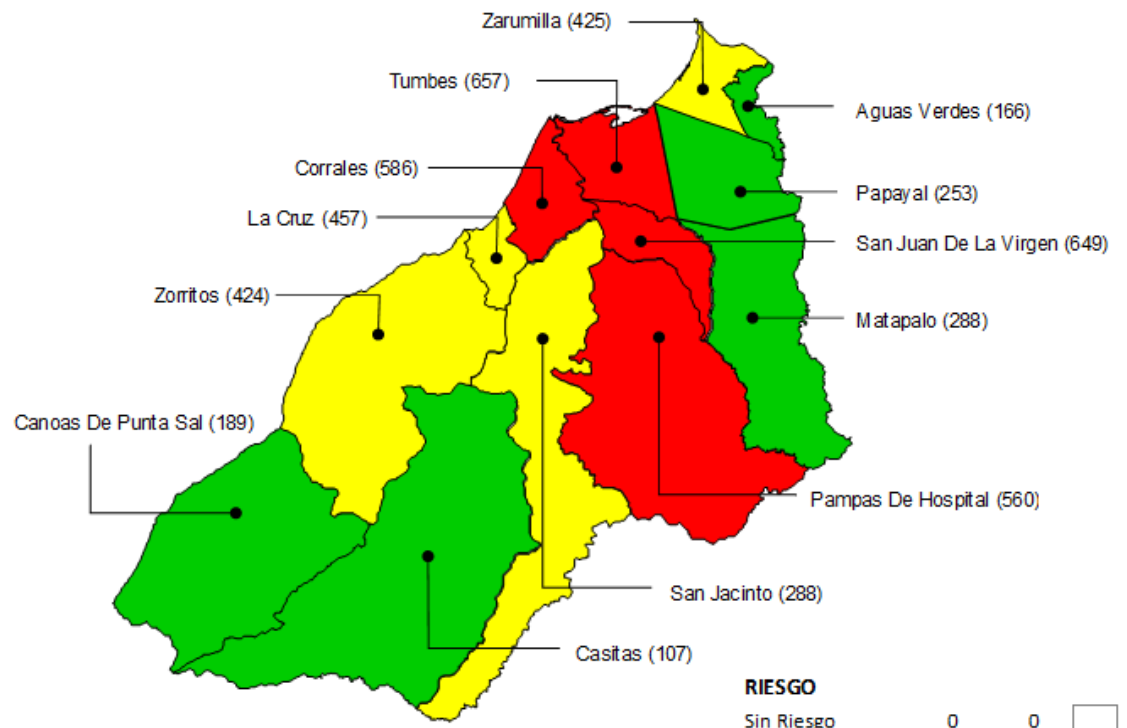 Zarumilla (425)
Tumbes (657)
Aguas Verdes (166)
Corrales (586)
Papayal (253)
La Cruz (457)
San Juan De La Virgen (649)
Zorritos (424)
Matapalo (288)
Canoas De Punta Sal (189)
Pampas De Hospital (560)
San Jacinto (288)
Casitas (107)
RIESGO
Sin Riesgo 0 0